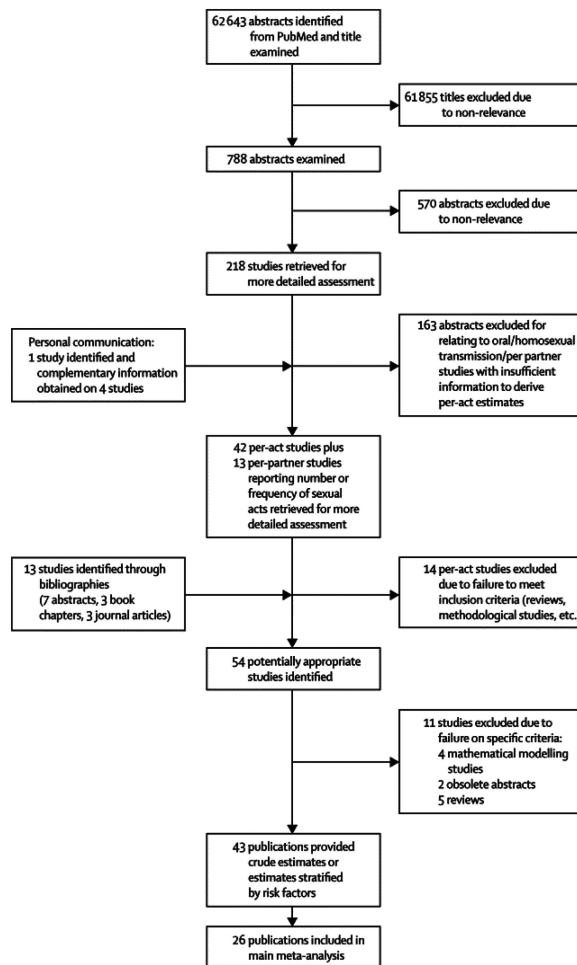 62 643 abstracts identified
from PubMed and title
examined
61 855 titles excluded due
to non-relevance
788 abstracts examined
570 abstracts excluded due
to non-relevance
218 studies retrieved for
more detailed assessment
Personal communication:
1 study identified and
complementary information
obtained on 4 studies
163 abstracts excluded for
relating to oral/homosexual
transmission/per partner
studies with insufficient
information to derive
per-act estimates
42 per-act studies plus
13 per-partner studies
reporting number or
frequency of sexual
acts retrieved for more
detailed assessment
13 studies identified through
bibliographies
(7 abstracts, 3 book
chapters, 3 journal articles)
14 per-act studies excluded
due to failure to meet
inclusion criteria (reviews,
methodological studies, etc.)
54 potentially appropriate
studies identified
11 studies excluded due to
failure on specific criteria:
4 mathematical modelling
studies
2 obsolete abstracts
5 reviews
43 publications provided
crude estimates or
estimates stratified
by risk factors
26 publications included in
main meta-analysis